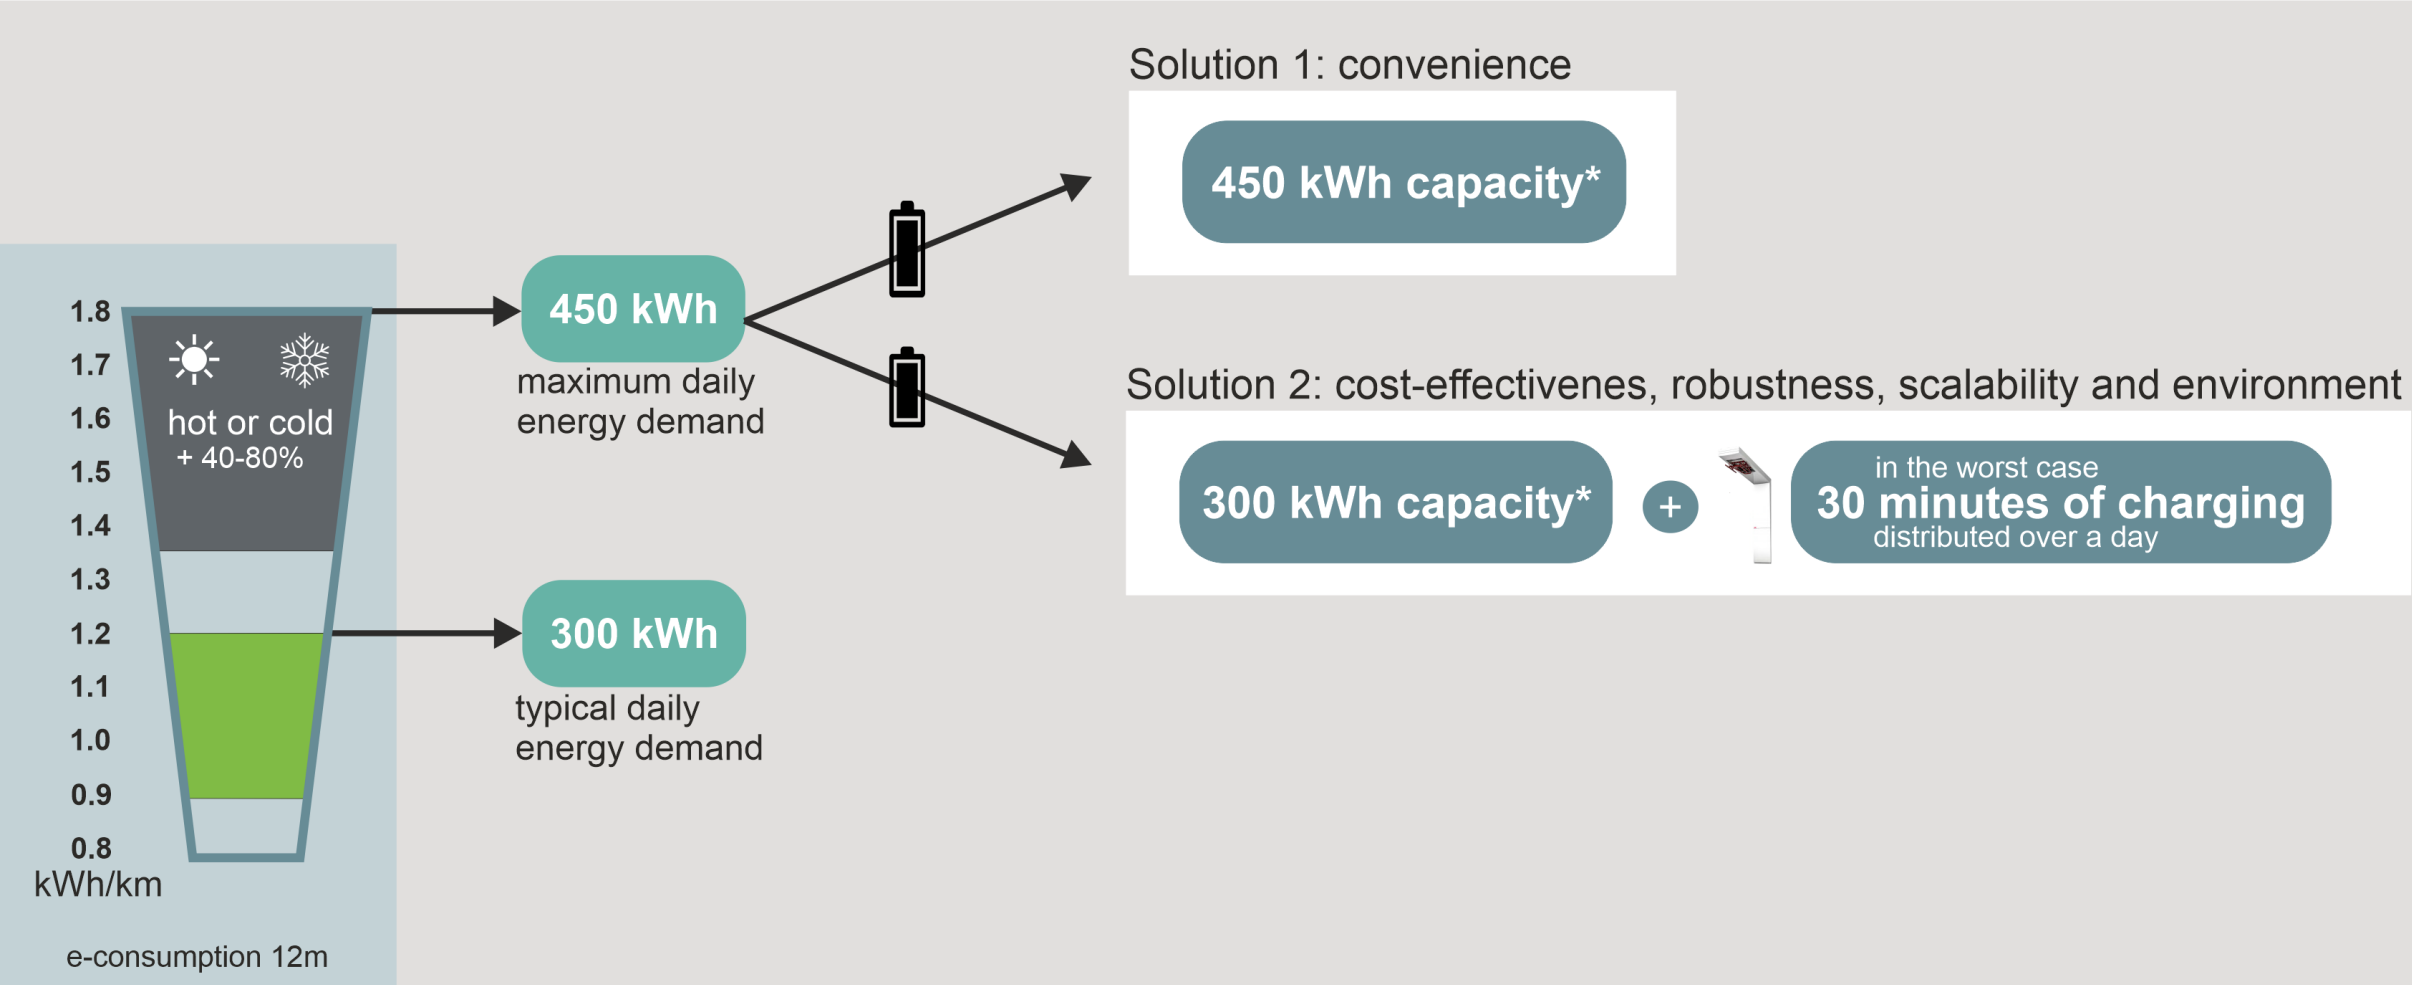 Solution 1: convenience
450 kWh capacity*
1.8
1.7
1.6
1.5
1.4
1.3
1.2
1.1
1.0
0.9
0.8
kWh/km
hot or cold
+ 40-80%
e-consumption 12m
450 kWh
maximum daily
energy demand
300 kWh
typical daily
energy demand
Solution 2: cost-effectivenes, robustness, scalability and environment
300 kWh capacity*
+
in the worst case
30 minutes of charging
distributed over a day